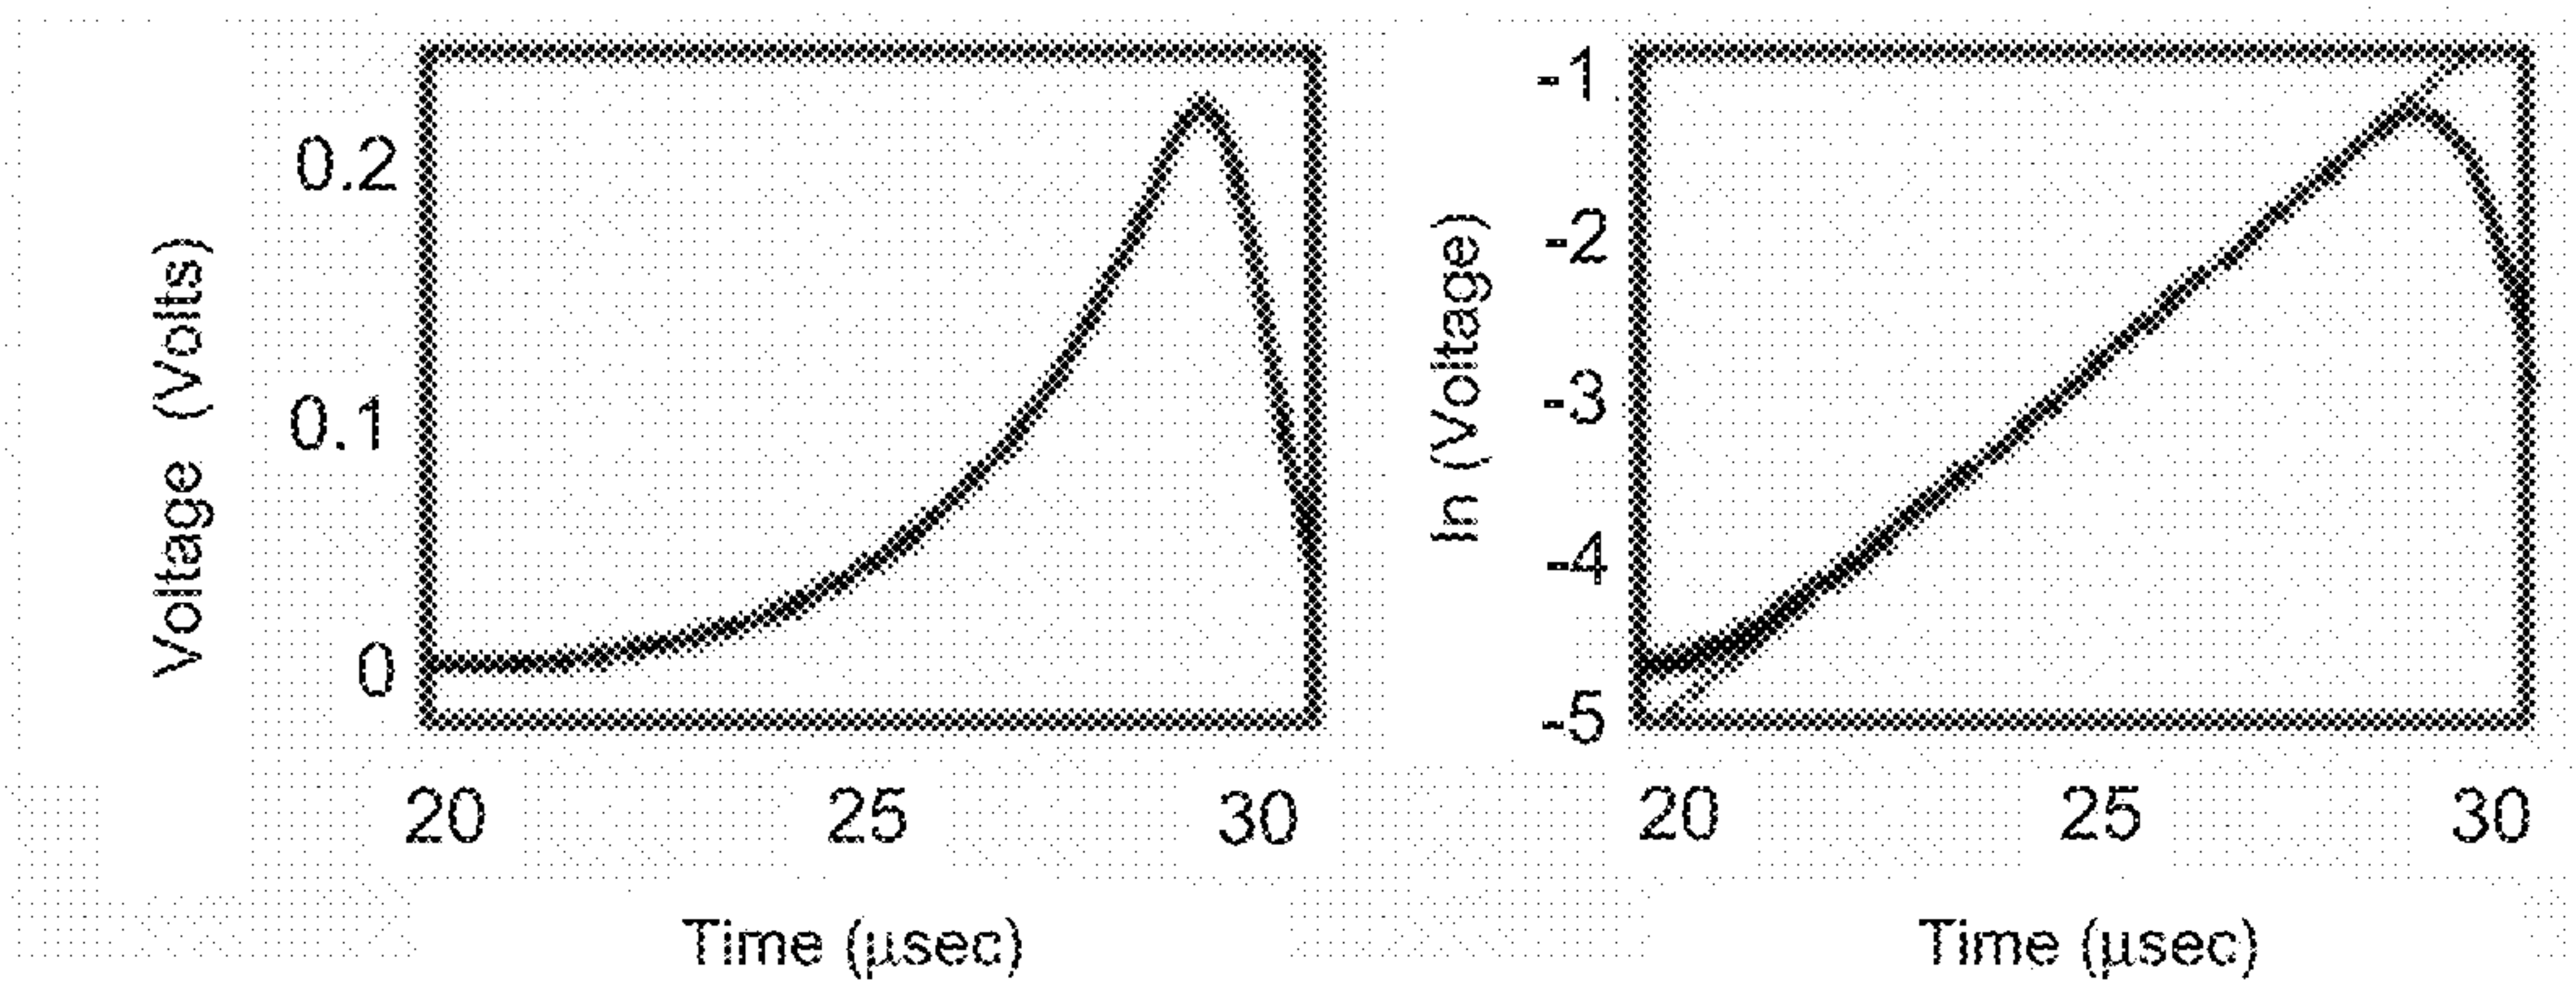 Voltage (Volts)
0.2
0.1
0
20 25 30
Time (µsec)
ln (Voltage)
-1
-2
-3
-4
-5
20 25 30
Time (µsec)